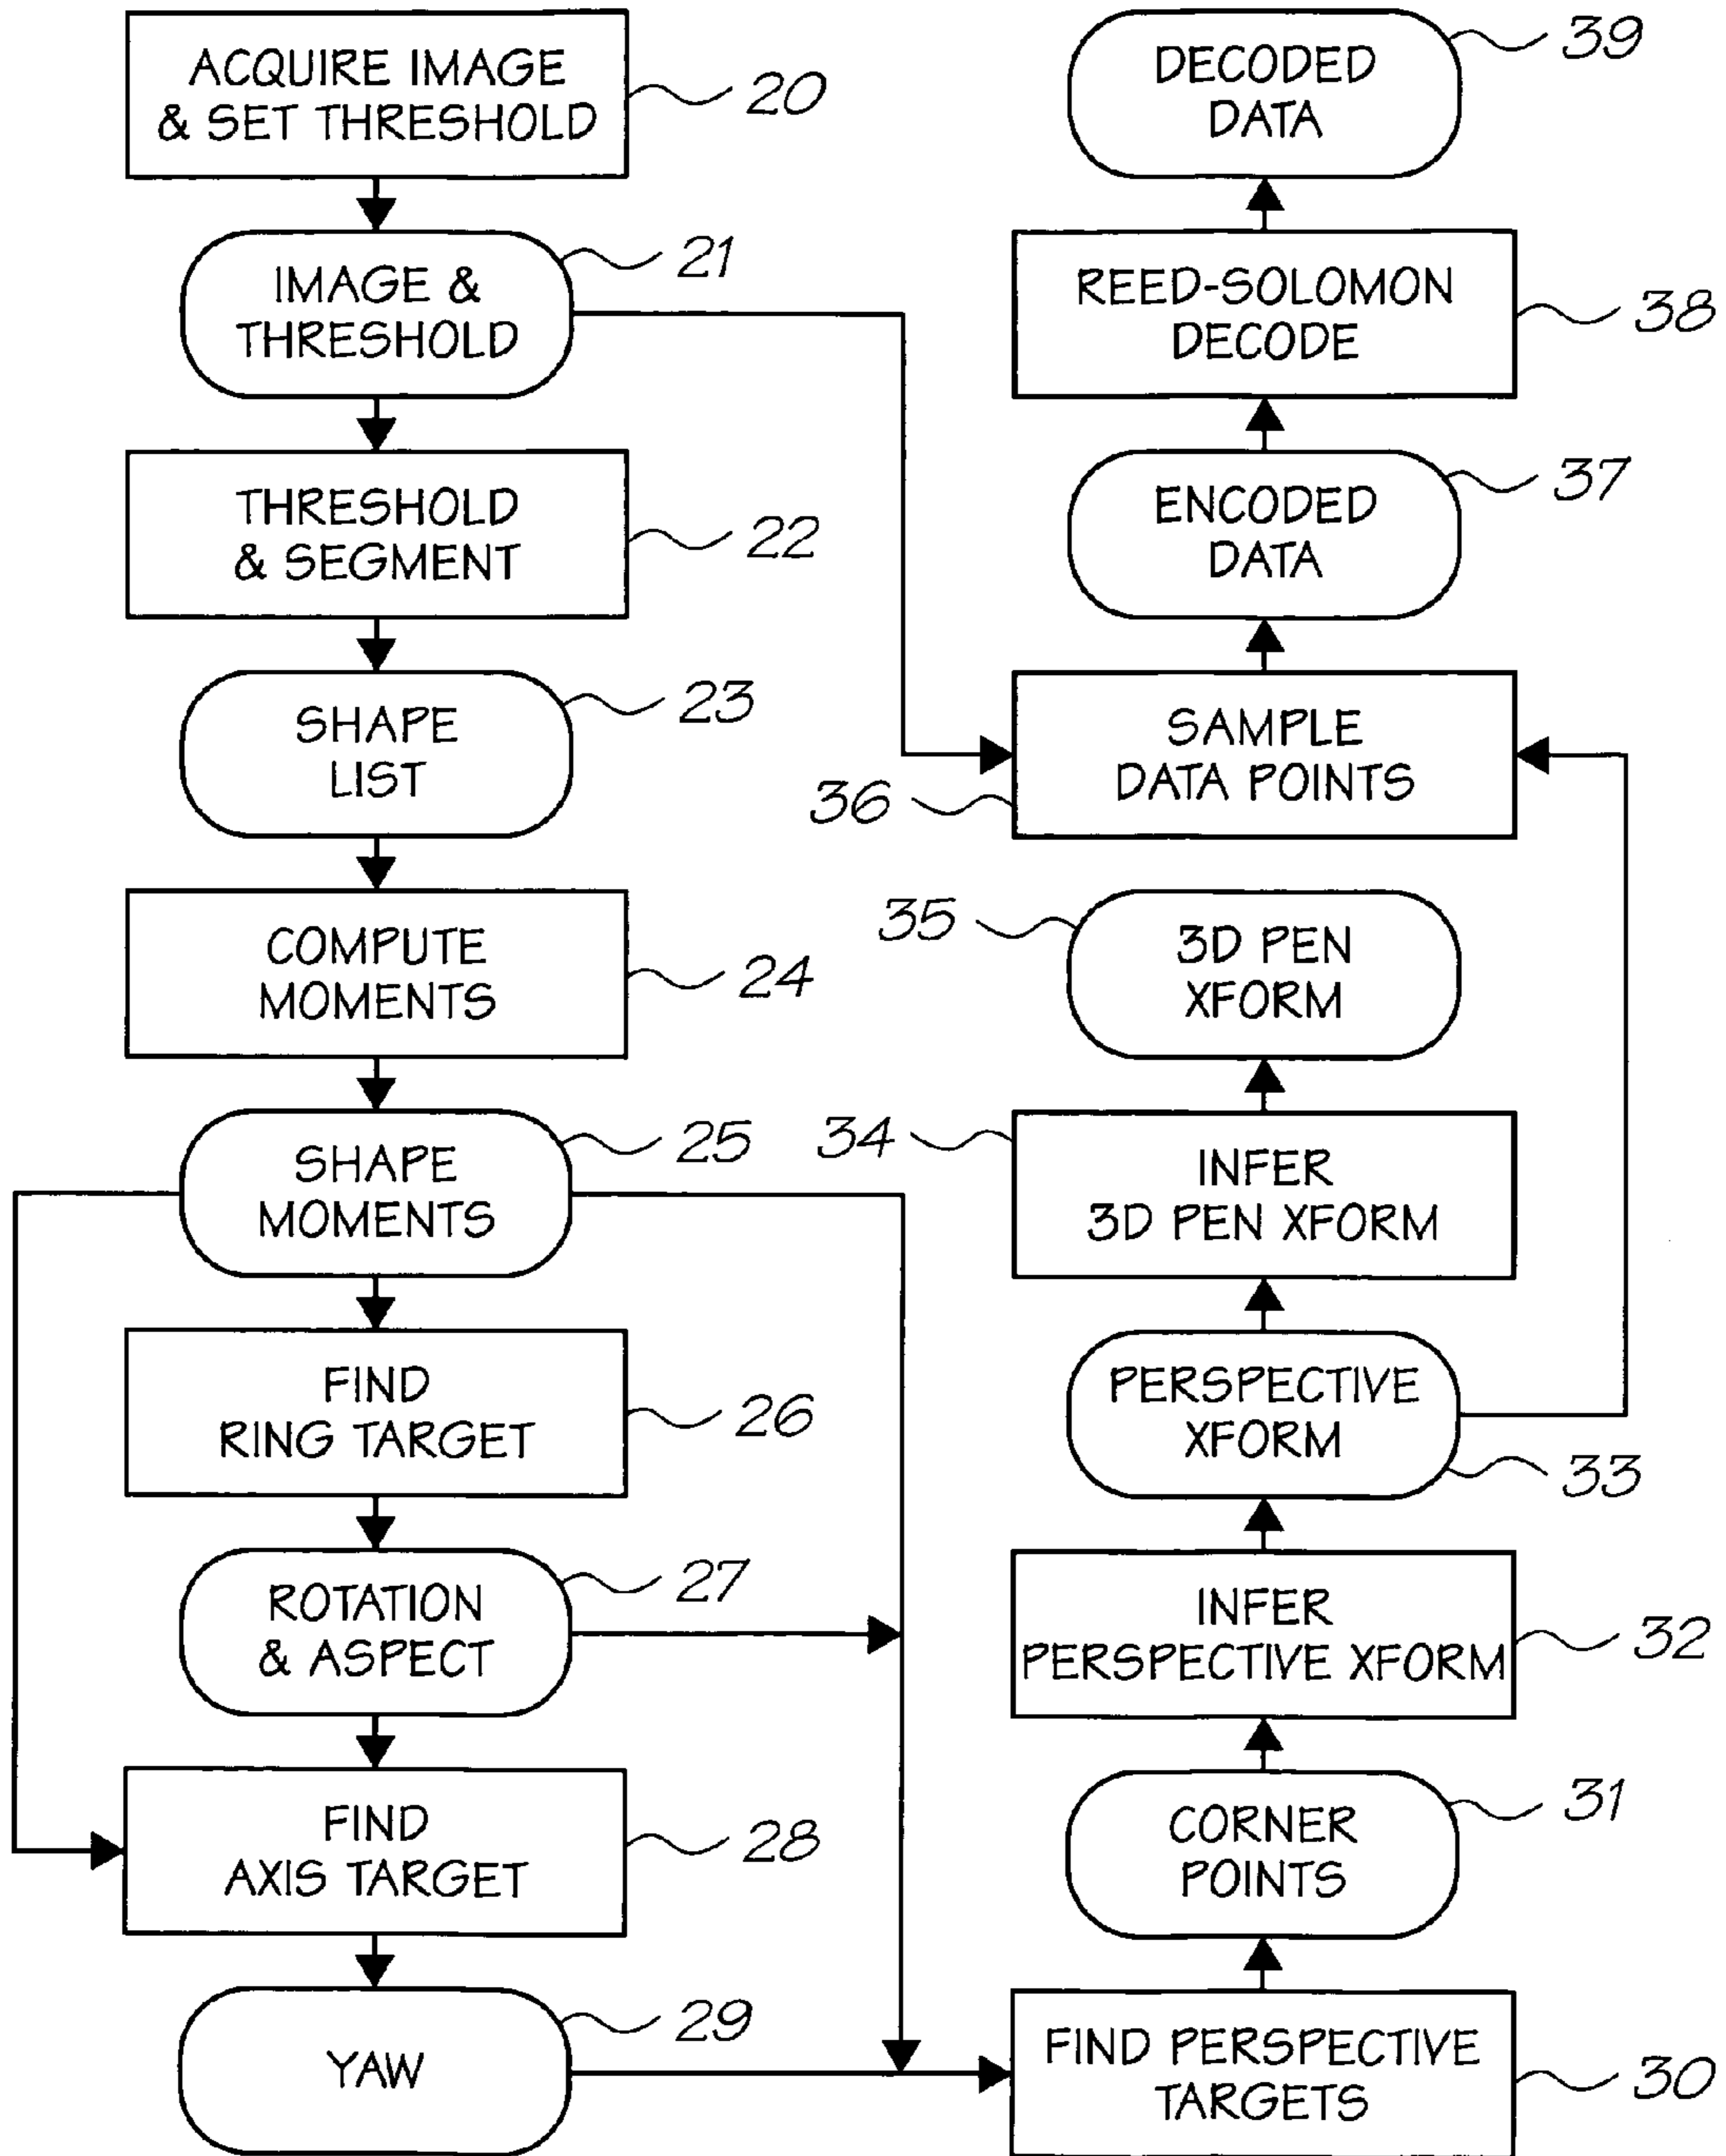 ACQUIRE IMAGE
& SET THRESHOLD
20
IMAGE &
THRESHOLD
21
THRESHOLD
& SEGMENT
22
SHAPE
LIST
23
COMPUTE
MOMENTS
24
SHAPE
MOMENTS
25
FIND
RING TARGET
26
ROTATION
& ASPECT
27
FIND
AXIS TARGET
28
YAW
29
DECODED
DATA
39
REED-SOLOMON
DECODE
38
ENCODED
DATA
37
SAMPLE
DATA POINTS
36
3D PEN
XFORM
35
INFER
3D PEN XFORM
34
PERSPECTIVE
XFORM
33
INFER
PERSPECTIVE XFORM
32
CORNER
POINTS
31
FIND PERSPECTIVE
TARGETS
30